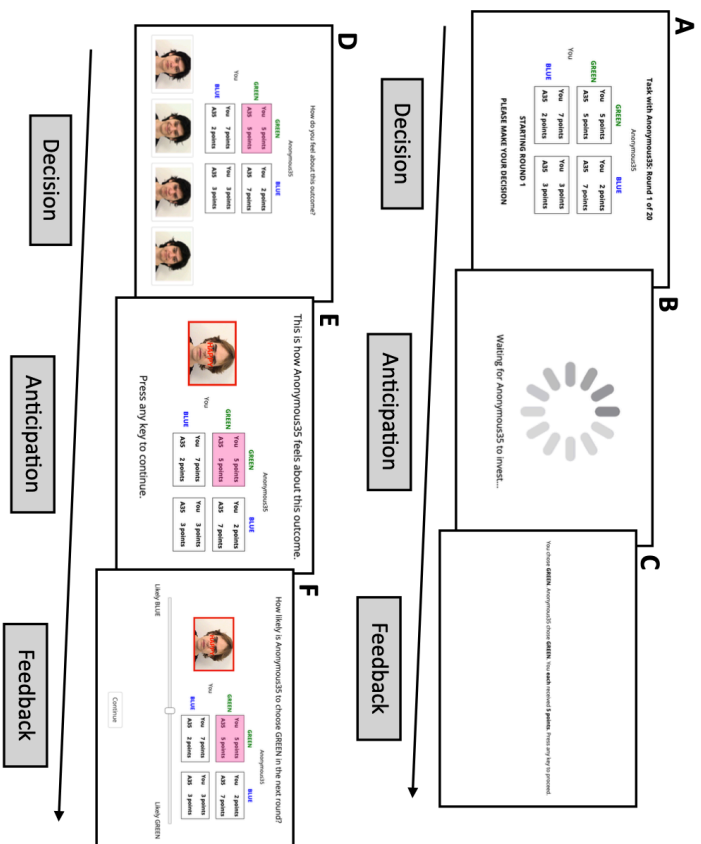 A
Task with Anonymous35: Round 1 of 20
Anonymous35
GREEN BLUE
You
GREEN
You 5 points You 2 points
A35 5 points A35 7 points
BLUE
You 7 points You 3 points
A35 2 points A35 3 points
STARTING ROUND 1
PLEASE MAKE YOUR DECISION
B
Waiting for Anonymous35 to invest...
C
You chose GREEN. Anonymous35 chose GREEN. You each received 5 points. Press any key to proceed.
Decision
Anticipation
Feedback
D
How do you feel about this outcome?
Anonymous35
GREEN BLUE
You
GREEN
You 5 points You 2 points
A35 5 points A35 7 points
BLUE
You 7 points You 3 points
A35 2 points A35 3 points
E
This is how Anonymous35 feels about this outcome.
Anonymous35
GREEN BLUE
You
GREEN
You 5 points You 2 points
A35 5 points A35 7 points
BLUE
You 7 points You 3 points
A35 2 points A35 3 points
Press any key to continue.
F
How likely is Anonymous35 to choose GREEN in the next round?
Anonymous35
GREEN BLUE
You
GREEN
You 5 points You 2 points
A35 5 points A35 7 points
BLUE
You 7 points You 3 points
A35 2 points A35 3 points
Likely BLUE Likely GREEN
Continue
Decision
Anticipation
Feedback